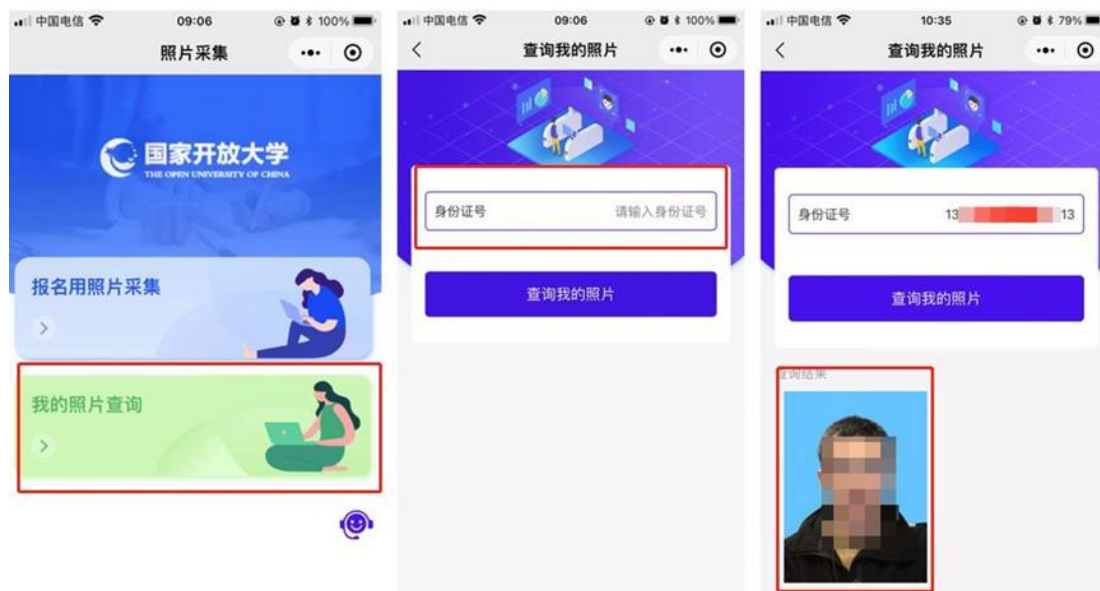 中国电信 09:06 100%
照片采集
国家开放大学
THE OPEN UNIVERSITY OF CHINA
报名用照片采集
我的照片查询
中国电信 09:06 100%
查询我的照片
身份证号 请输入身份证号
查询我的照片
中国电信 10:35 79%
查询我的照片
身份证号 13 13
查询我的照片
查询结果